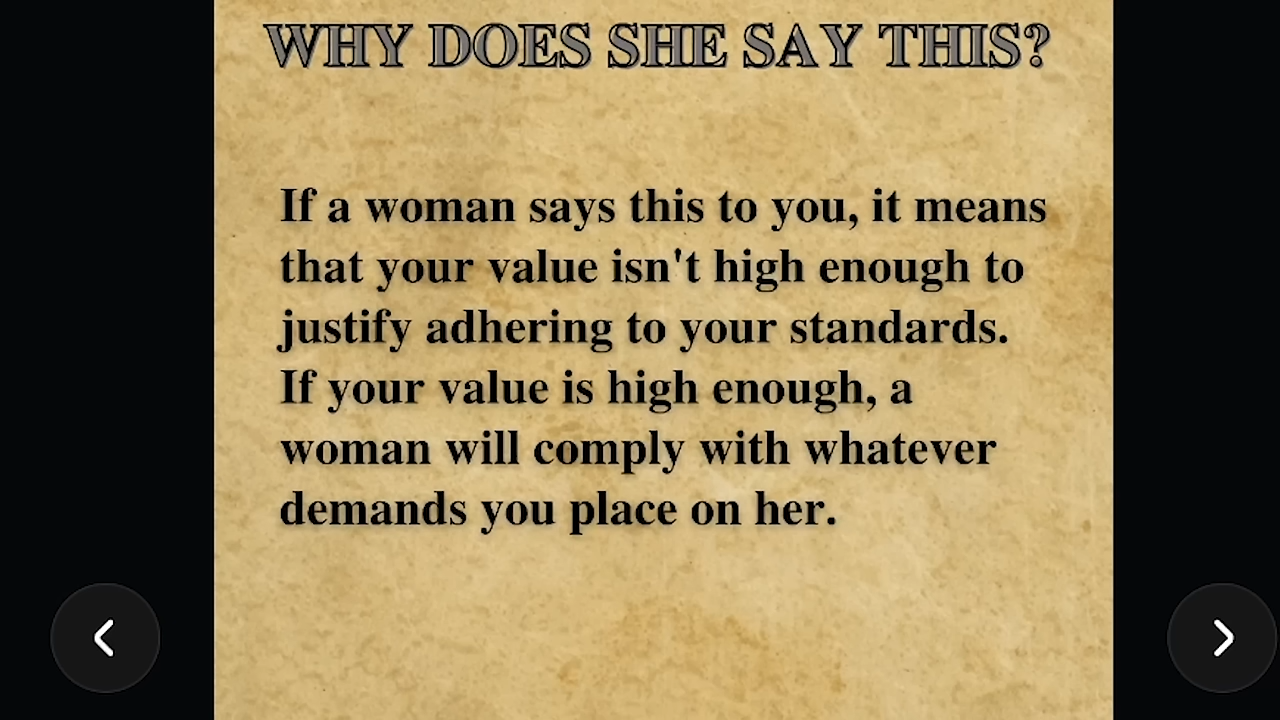 WHY DOES SHE SAY THIS?
If a woman says this to you, it means
that your value isn't high enough to
justify adhering to your standards.
If your value is high enough, a
woman will comply with whatever
demands you place on her.